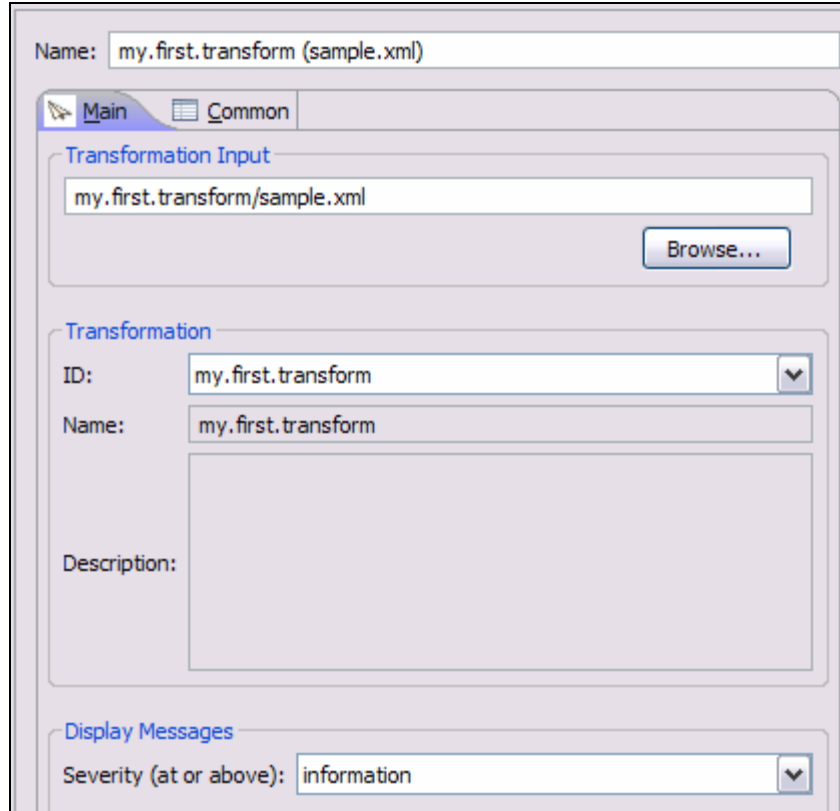 Name: my.first.transform (sample.xml)
Main Common
Transformation Input
my.first.transform/sample.xml
Browse...
Transformation
ID: my.first.transform
Name: my.first.transform
Description:
Display Messages
Severity (at or above): information